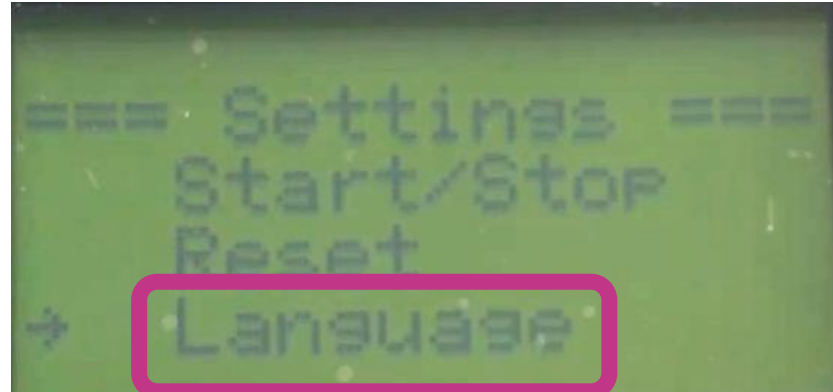 === Settings ===
Start/Stop
Reset
→ Language